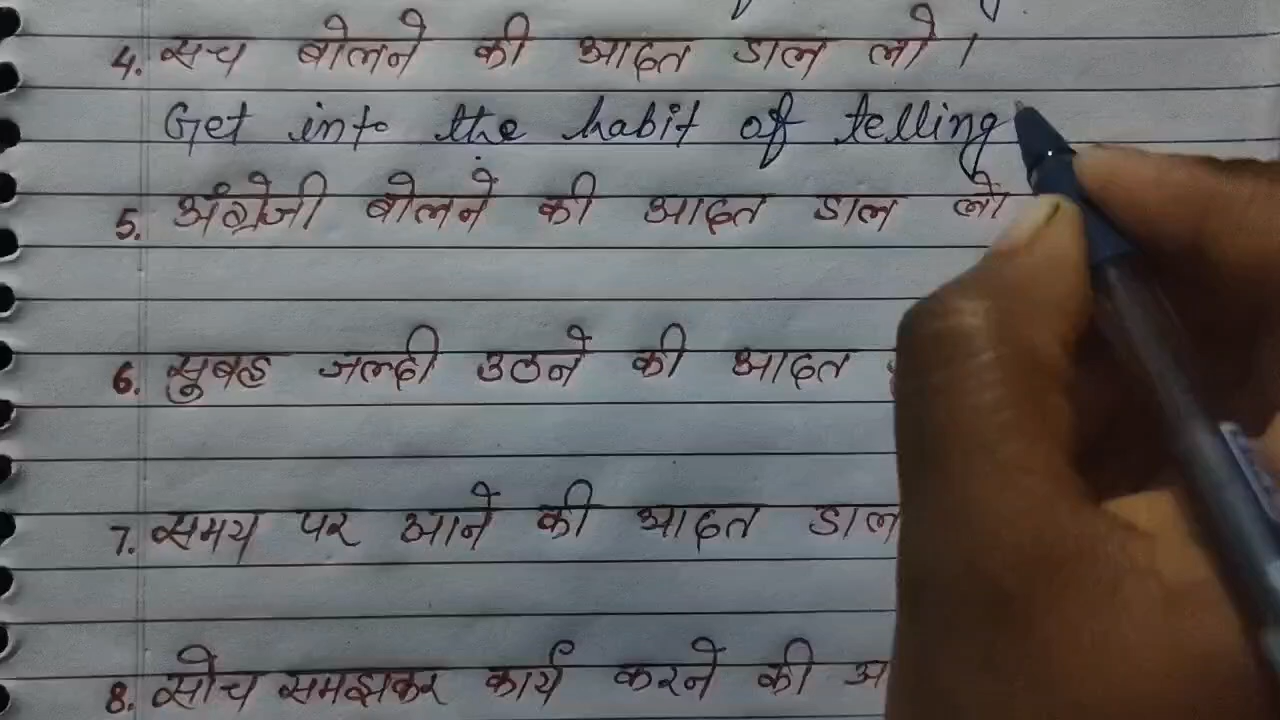 4. सच बोलने की आदत डाल लो।
Get into the habit of telling
5. अंग्रेजी बोलने की आदत डाल लो
6. सुबह जल्दी उठने की आदत
7. समय पर आने की आदत डाल
8. सोच समझकर कार्य करने की